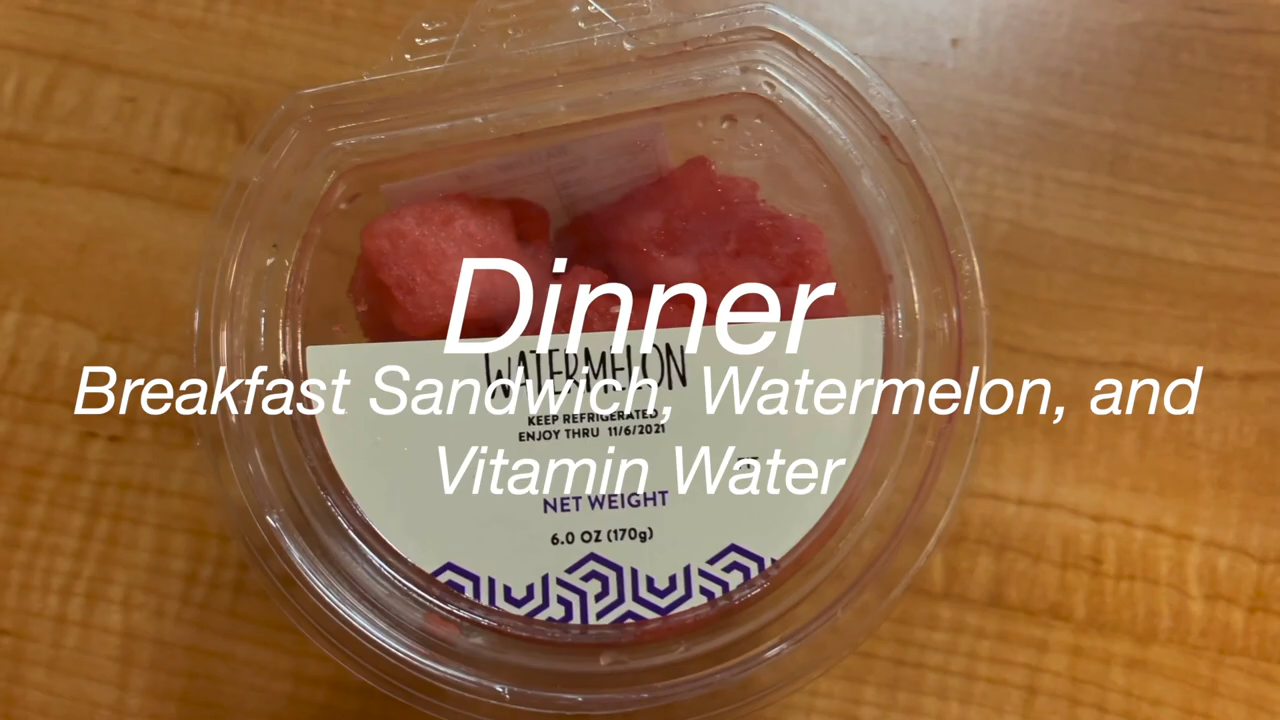 Dinner
WATERMELON
Breakfast Sandwich, Watermelon, and
KEEP REFRIGERATED
ENJOY THRU 11/6/2021
Vitamin Water
NET WEIGHT
6.0 OZ (170g)